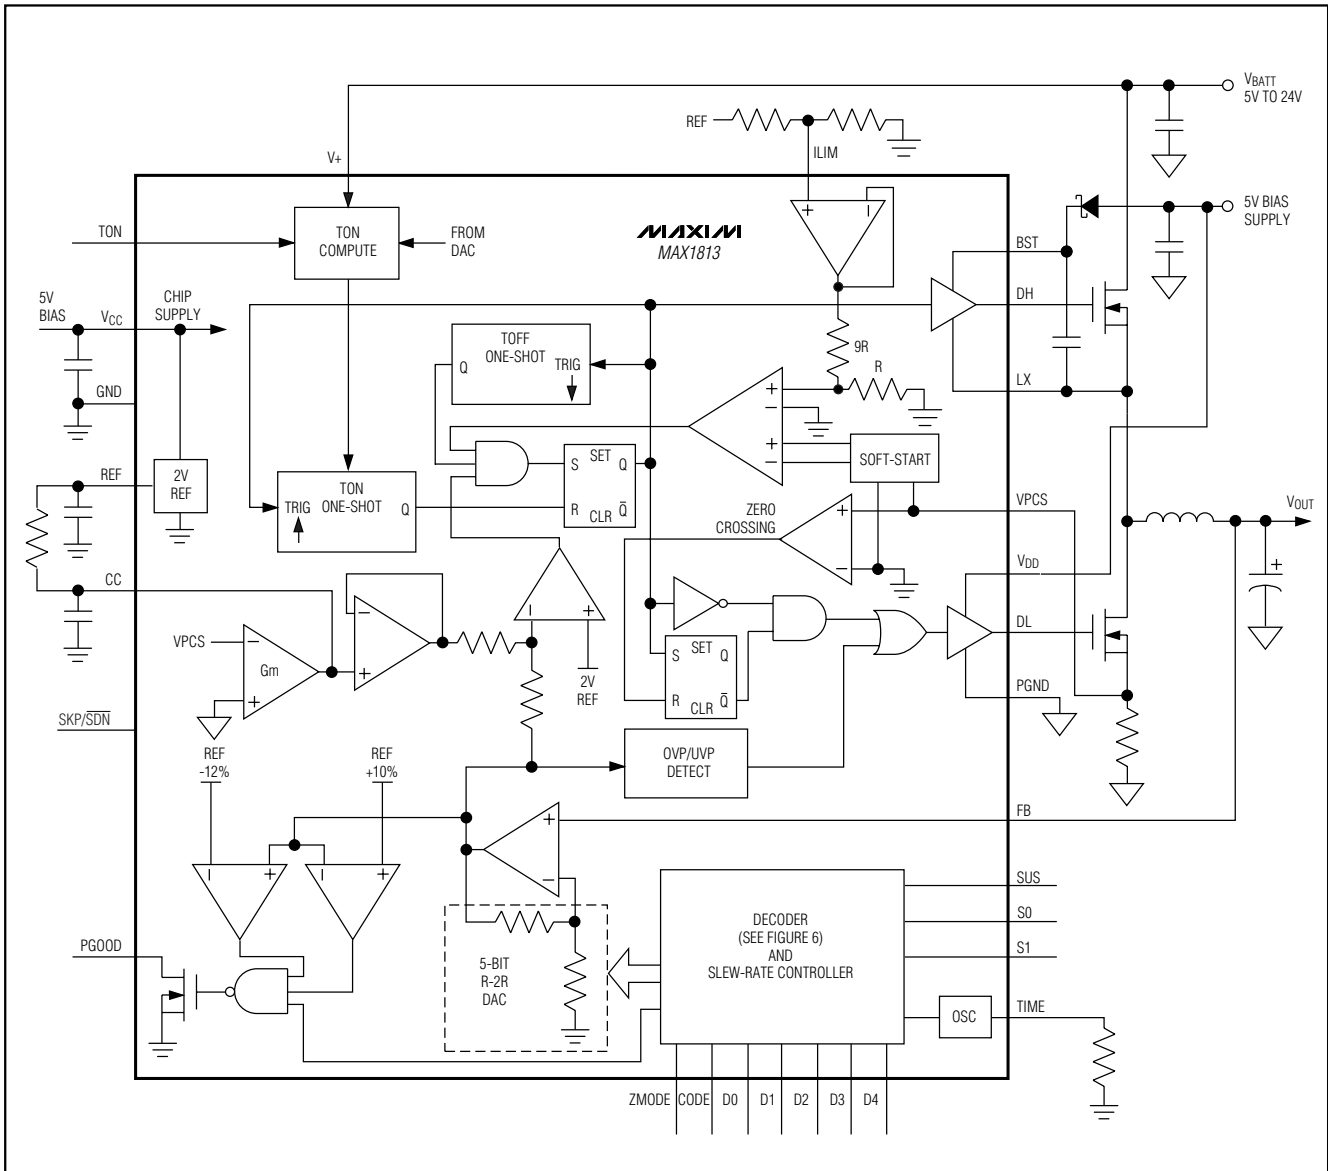 VBATT
5V TO 24V
REF
ILIM
V+
5V BIAS
SUPPLY
TON
TON
COMPUTE
FROM
DAC
MAXIM
MAX1813
+
–
BST
DH
5V
BIAS
VCC
CHIP
SUPPLY
TOFF
ONE-SHOT
Q
TRIG
9R
R
LX
GND
+
–
+
–
SOFT-START
REF
2V
REF
TON
ONE-SHOT
TRIG
Q
S
SET
Q
R
CLR
Q̅
ZERO
CROSSING
+
–
VPCS
VOUT
+
CC
VDD
–
+
–
+
VPCS
–
Gm
+
2V
REF
S
SET
Q
R
CLR
Q̅
DL
PGND
SKP/S̅D̅N̅
REF
-12%
REF
+10%
OVP/UVP
DETECT
FB
+
–
–
+
–
+
SUS
S0
S1
DECODER
(SEE FIGURE 6)
AND
SLEW-RATE CONTROLLER
PGOOD
5-BIT
R-2R
DAC
OSC
TIME
ZMODE
CODE
D0
D1
D2
D3
D4